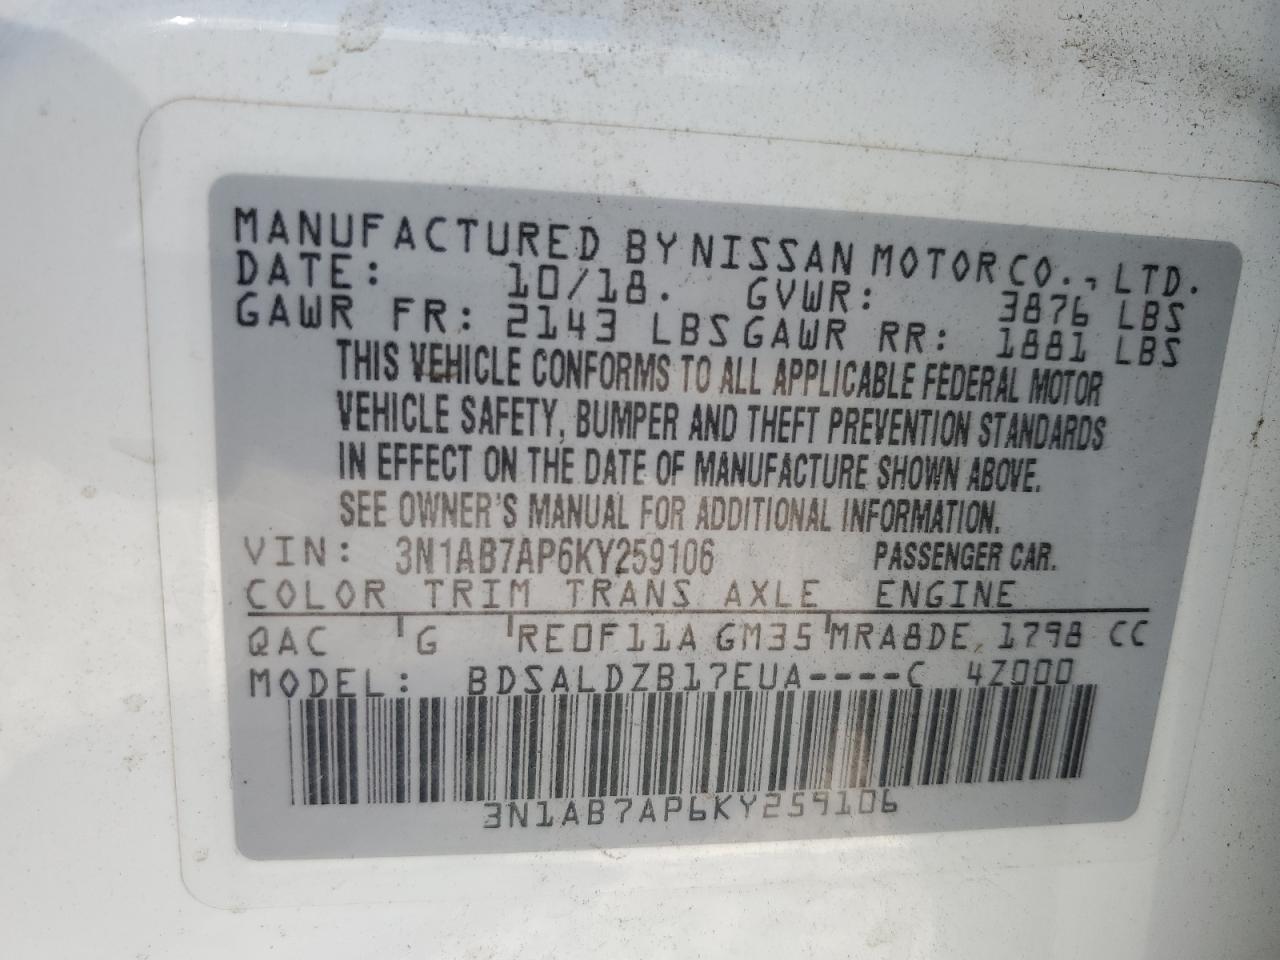 MANUFACTURED BY NISSAN MOTOR CO., LTD.
DATE: 10/18. GVWR: 3876 LBS
GAWR FR: 2143 LBS GAWR RR: 1881 LBS
THIS VEHICLE CONFORMS TO ALL APPLICABLE FEDERAL MOTOR
VEHICLE SAFETY, BUMPER AND THEFT PREVENTION STANDARDS
IN EFFECT ON THE DATE OF MANUFACTURE SHOWN ABOVE.
SEE OWNER'S MANUAL FOR ADDITIONAL INFORMATION.
VIN: 3N1AB7AP6KY259106 PASSENGER CAR.
COLOR TRIM TRANS AXLE ENGINE
QAC G RE0F11A GM35 MRA8DE, 1798 CC
MODEL: BDSALDZB17EUA----C 4Z000
3N1AB7AP6KY259106